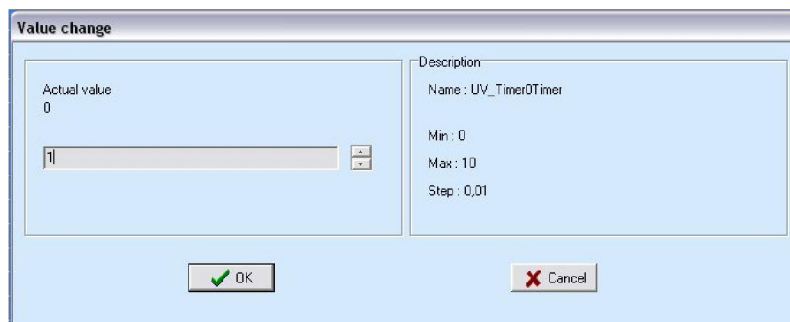 Value change
Actual value
0
1
Description
Name : UV_Timer0Timer
Min : 0
Max : 10
Step : 0,01
OK
Cancel